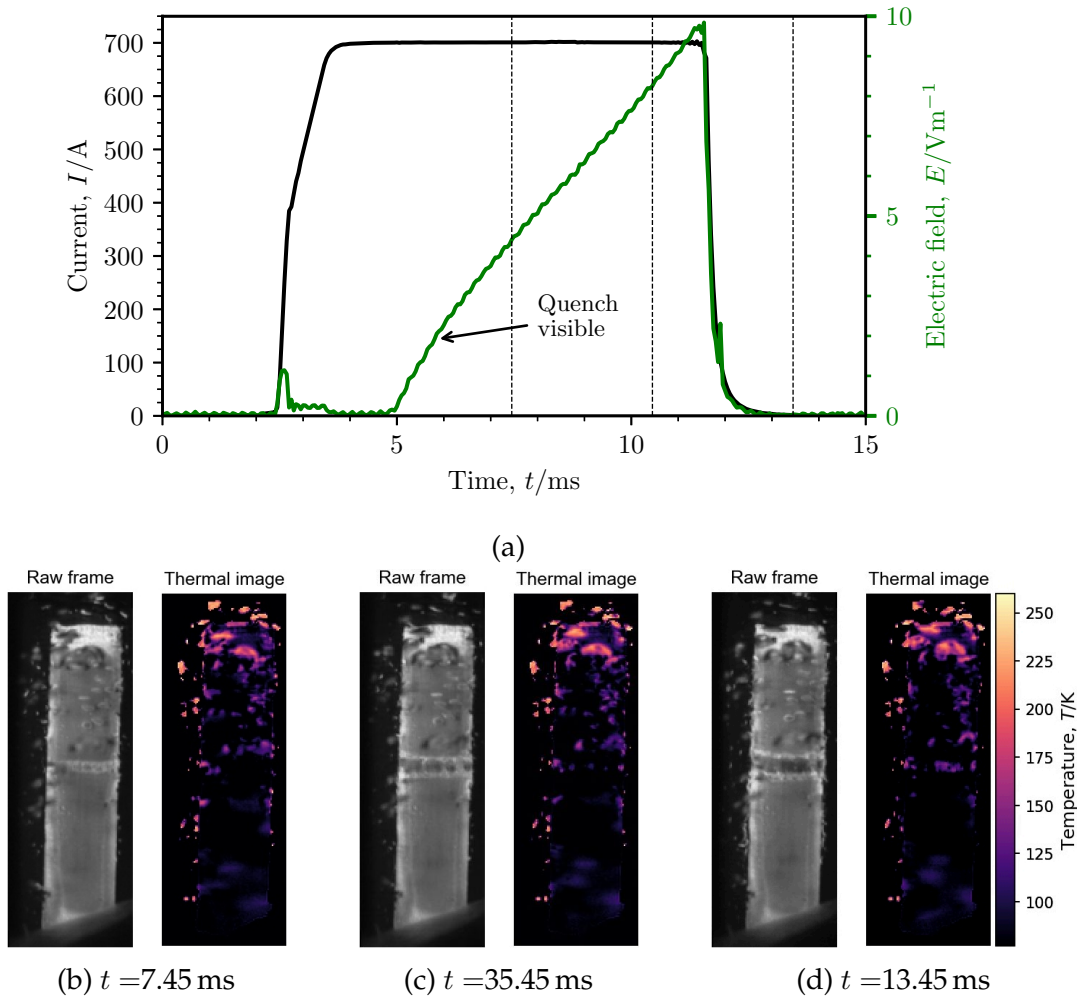 700
600
500
400
300
200
100
0
Current, I/A
10
5
0
Electric field, E/Vm−1
Quench
visible
0 5 10 15
Time, t/ms
(a)
Raw frame Thermal image Raw frame Thermal image Raw frame Thermal image
250
225
200
175
150
125
100
Temperature, T/K
(b) t =7.45 ms (c) t =35.45 ms (d) t =13.45 ms